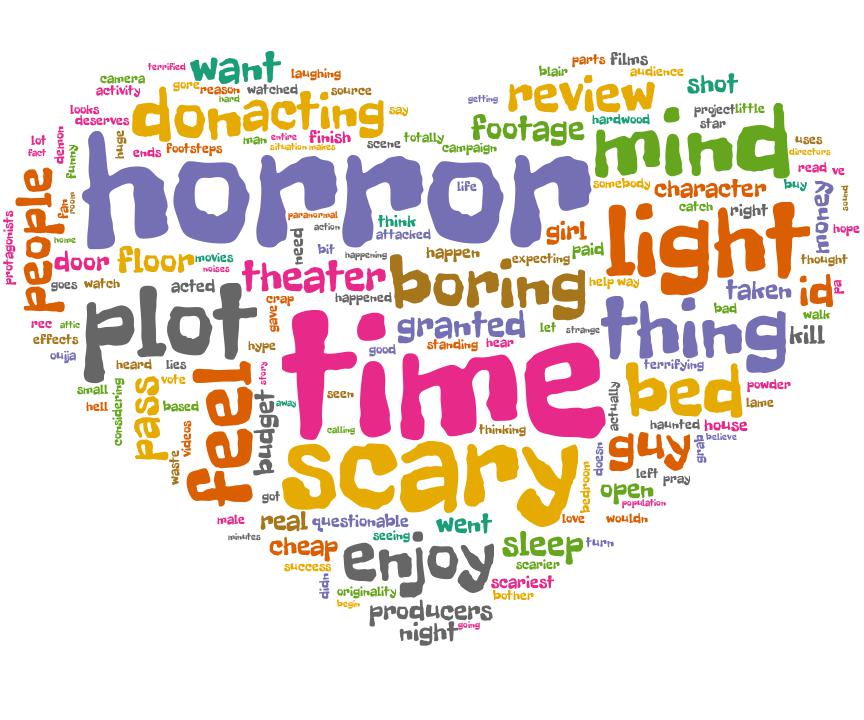 want
terrified
laughing
camera
activity
gore
reason
watched
source
hard
looks
deserves
don
acting
say
man
entire
finish
situation
makes
scene
totally
huge
ends
footsteps
lot
fact
demon
funny
parts
films
blair
audience
getting
review
shot
footage
hardwood
project
little
star
campaign
mind
uses
directors
read
ve
horror
life
somebody
character
buy
money
sound
catch
right
hope
people
fan
room
home
protagonists
paranormal
action
think
attacked
need
bit
happening
girl
happen
expecting
paid
light
thought
door
floor
movies
noises
goes
watch
acted
theater
crap
gave
happened
boring
help
way
taken
bad
id
pa
walk
rec
attic
effects
ouija
plot
hype
granted
let
strange
standing
hear
good
thing
kill
terrifying
heard
lies
story
time
small
hell
considering
pass
vote
based
videos
waste
feel
budget
away
seen
calling
thinking
actually
bed
powder
lame
haunted
house
guy
grab
believe
scary
doesn
bedroom
left
pray
open
population
got
male
minutes
real
questionable
seeing
went
love
wouldn
cheap
success
enjoy
sleep
turn
scarier
scariest
bother
didn
originality
begin
producers
night
going